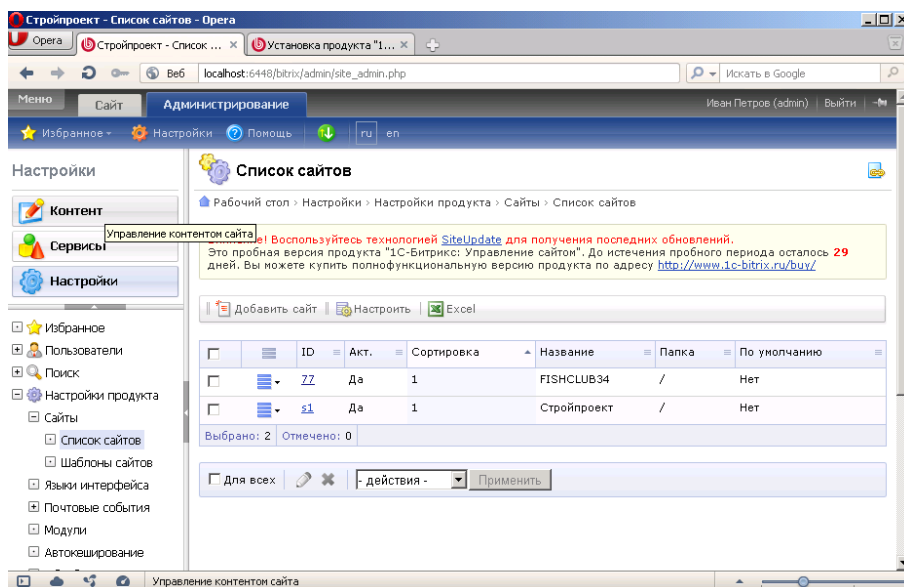 Стройпроект - Список сайтов - Opera
Opera Стройпроект - Список ... Установка продукта "1...
Веб localhost:6448/bitrix/admin/site_admin.php Искать в Google
Меню Сайт Администрирование Иван Петров (admin) Выйти
Избранное Настройки Помощь ru en
Настройки
Список сайтов
Контент
Рабочий стол › Настройки › Настройки продукта › Сайты › Список сайтов
Управление контентом сайта
Сервисы
Воспользуйтесь технологией SiteUpdate для получения последних обновлений.
Это пробная версия продукта "1С-Битрикс: Управление сайтом". До истечения пробного периода осталось 29
дней. Вы можете купить полнофункциональную версию продукта по адресу http://www.1c-bitrix.ru/buy/
Настройки
Добавить сайт Настроить Excel
Избранное
Пользователи
Поиск
Настройки продукта
Сайты
Список сайтов
Шаблоны сайтов
Языки интерфейса
Почтовые события
Модули
Автокеширование
ID Акт. Сортировка Название Папка По умолчанию
77 Да 1 FISHCLUB34 / Нет
s1 Да 1 Стройпроект / Нет
Выбрано: 2 Отмечено: 0
Для всех - действия - Применить
Управление контентом сайта